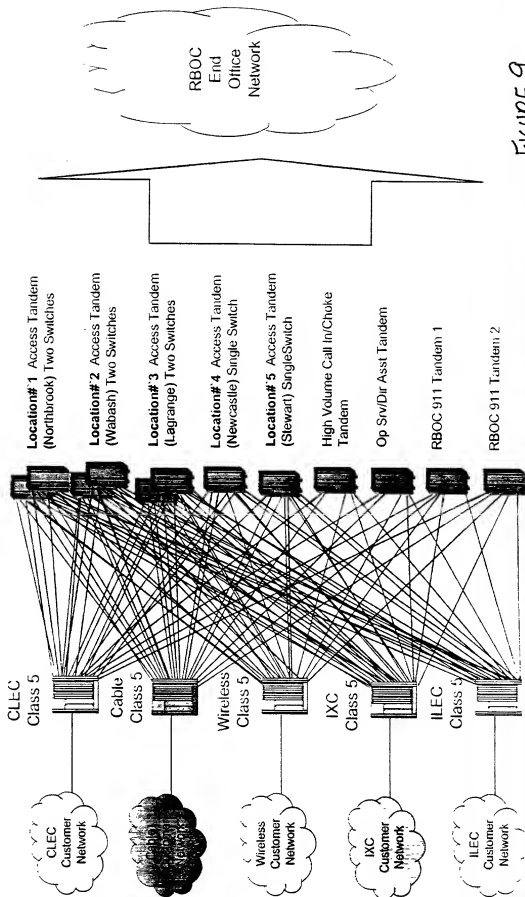 CLEC
Class 5
Cable
Class 5
Wireless
Class 5
IXC
Class 5
ILEC
Class 5
CLEC
Customer
Network
Network
Wireless
Customer
Network
IXC
Customer
Network
ILEC
Customer
Network
Location# 1 Access Tandem
(Northbrook) Two Switches
Location# 2 Access Tandem
(Wabash) Two Switches
Location# 3 Access Tandem
(Lagrange) Two Switches
Location# 4 Access Tandem
(Newcastle) Single Switch
Location# 5 Access Tandem
(Stewart) SingleSwitch
High Volume Call In/Choke
Tandem
Op Srv/Dir Asst Tandem
RBOC 911 Tandem 1
RBOC 911 Tandem 2
RBOC
End
Office
Network
FIGURE 9